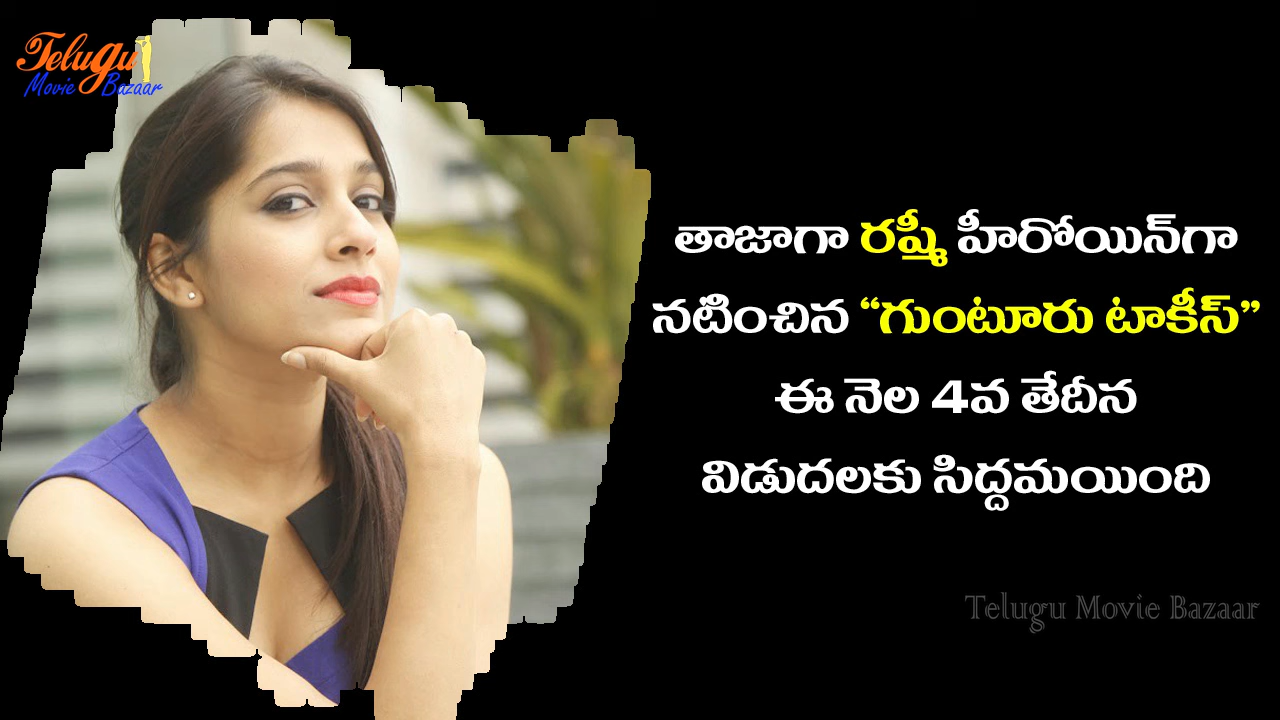 Telugu
Movie Bazaar
తాజాగా రష్మీ హీరోయిన్‌గా
నటించిన “గుంటూరు టాకీస్”
ఈ నెల 4వ తేదీన
విడుదలకు సిద్దమయింది
Telugu Movie Bazaar